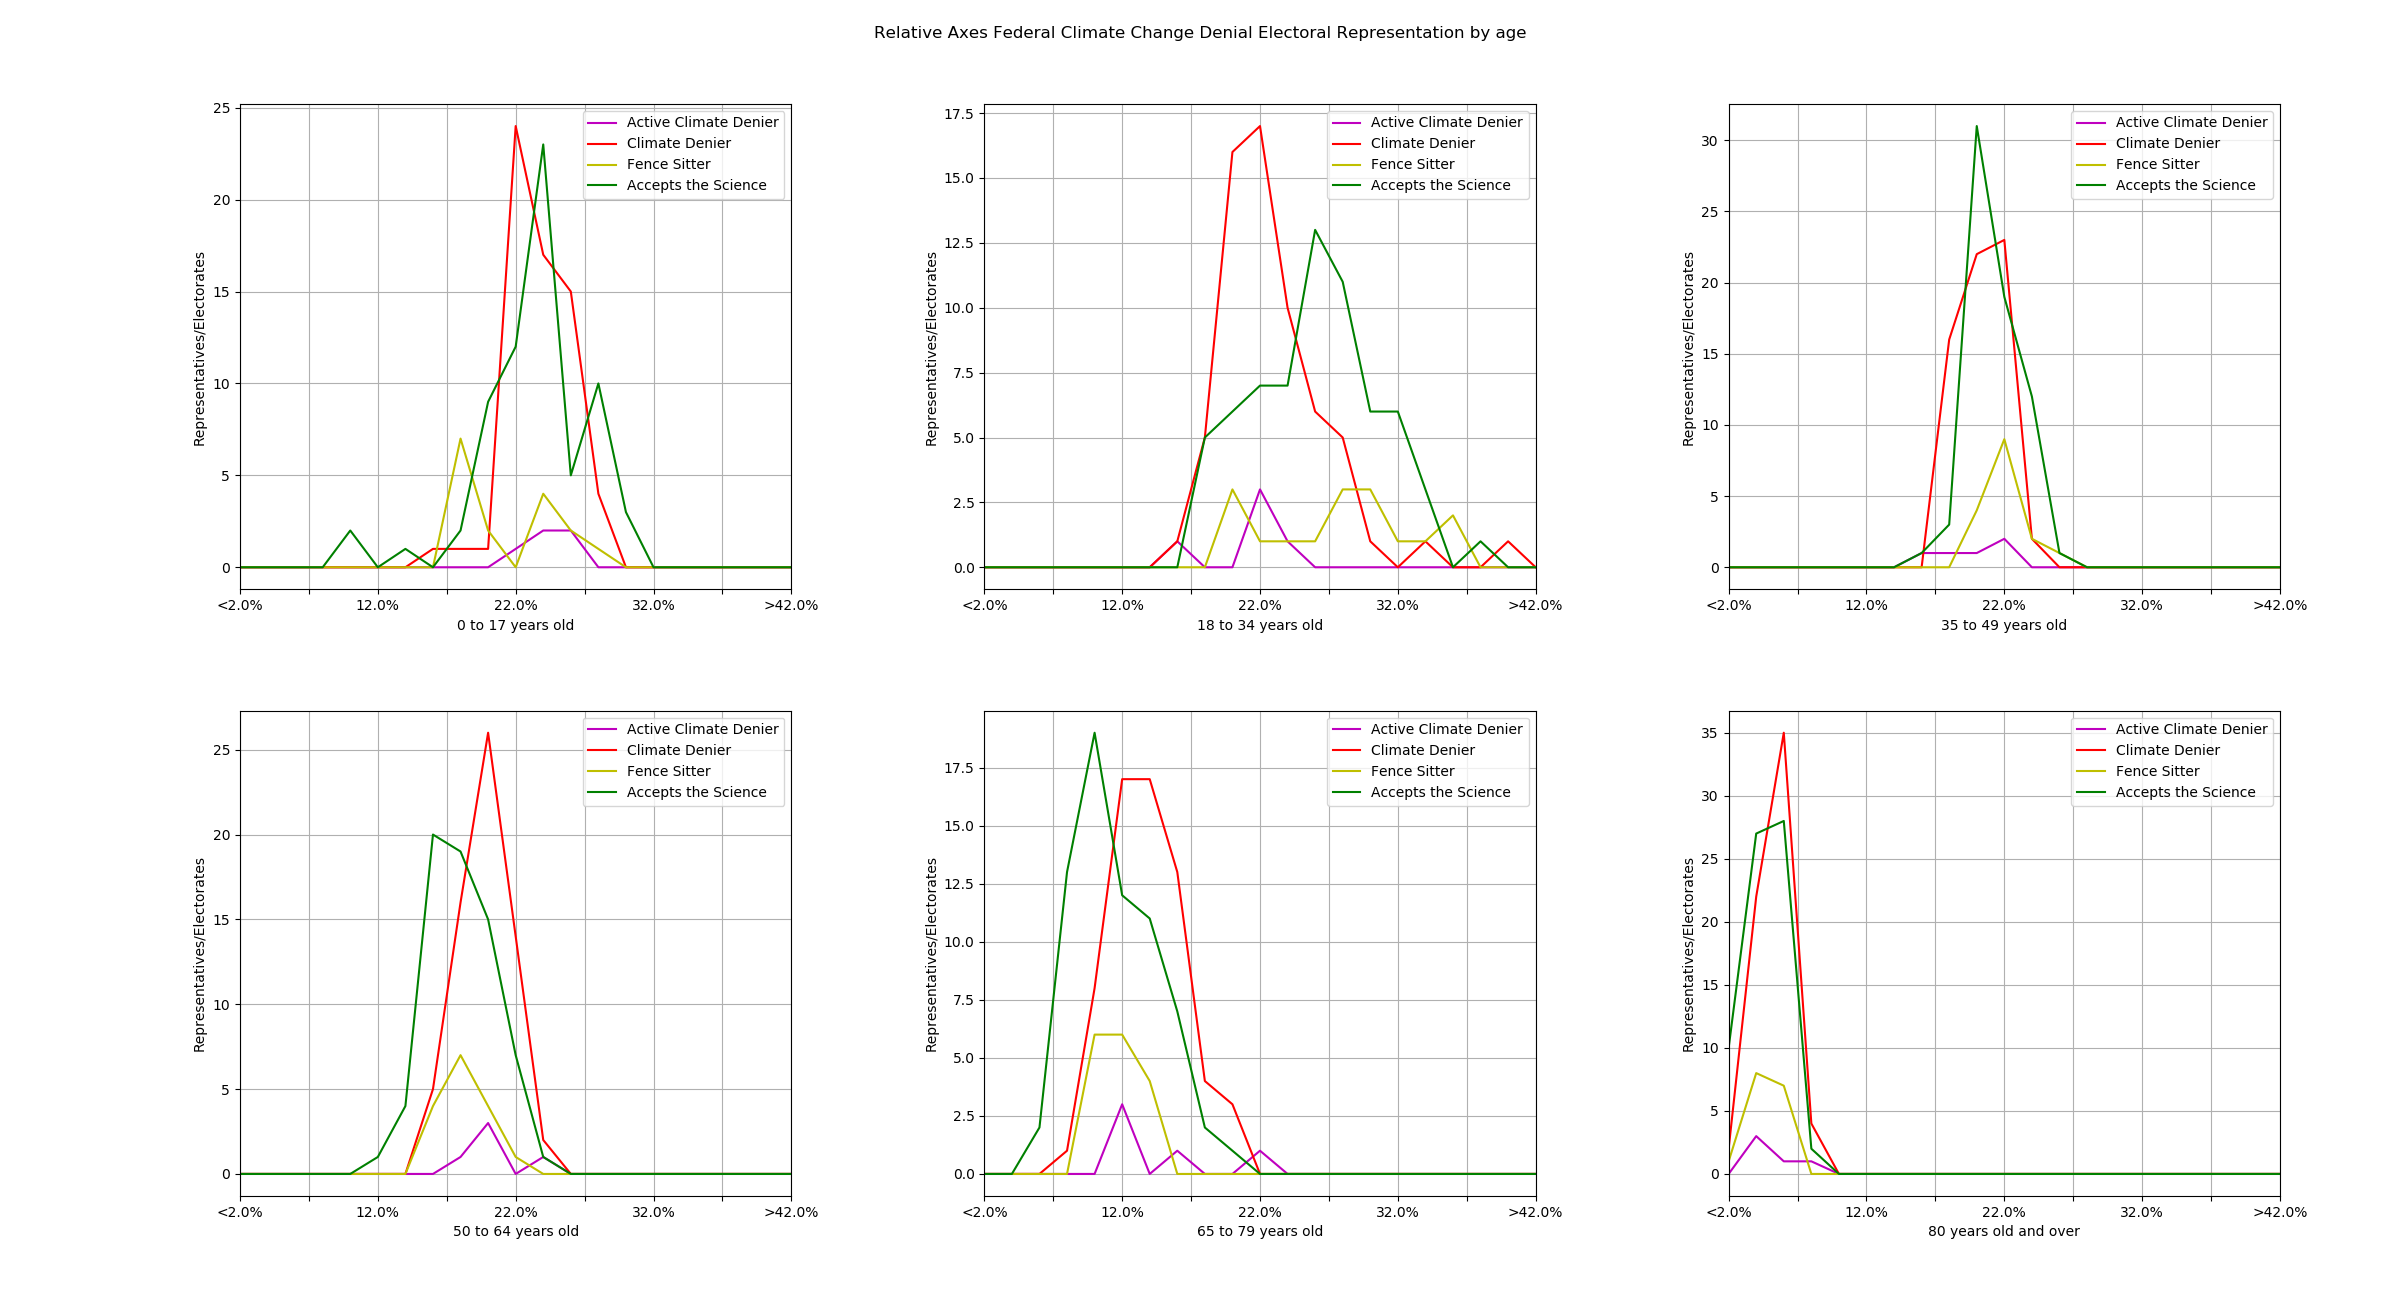 Relative Axes Federal Climate Change Denial Electoral Representation by age
25
20
15
10
5
0
Representatives/Electorates
Active Climate Denier
Climate Denier
Fence Sitter
Accepts the Science
<2.0% 12.0% 22.0% 32.0% >42.0%
0 to 17 years old
17.5
15.0
12.5
10.0
7.5
5.0
2.5
0.0
Representatives/Electorates
Active Climate Denier
Climate Denier
Fence Sitter
Accepts the Science
<2.0% 12.0% 22.0% 32.0% >42.0%
18 to 34 years old
30
25
20
15
10
5
0
Representatives/Electorates
Active Climate Denier
Climate Denier
Fence Sitter
Accepts the Science
<2.0% 12.0% 22.0% 32.0% >42.0%
35 to 49 years old
25
20
15
10
5
0
Representatives/Electorates
Active Climate Denier
Climate Denier
Fence Sitter
Accepts the Science
<2.0% 12.0% 22.0% 32.0% >42.0%
50 to 64 years old
17.5
15.0
12.5
10.0
7.5
5.0
2.5
0.0
Representatives/Electorates
Active Climate Denier
Climate Denier
Fence Sitter
Accepts the Science
<2.0% 12.0% 22.0% 32.0% >42.0%
65 to 79 years old
35
30
25
20
15
10
5
0
Representatives/Electorates
Active Climate Denier
Climate Denier
Fence Sitter
Accepts the Science
<2.0% 12.0% 22.0% 32.0% >42.0%
80 years old and over